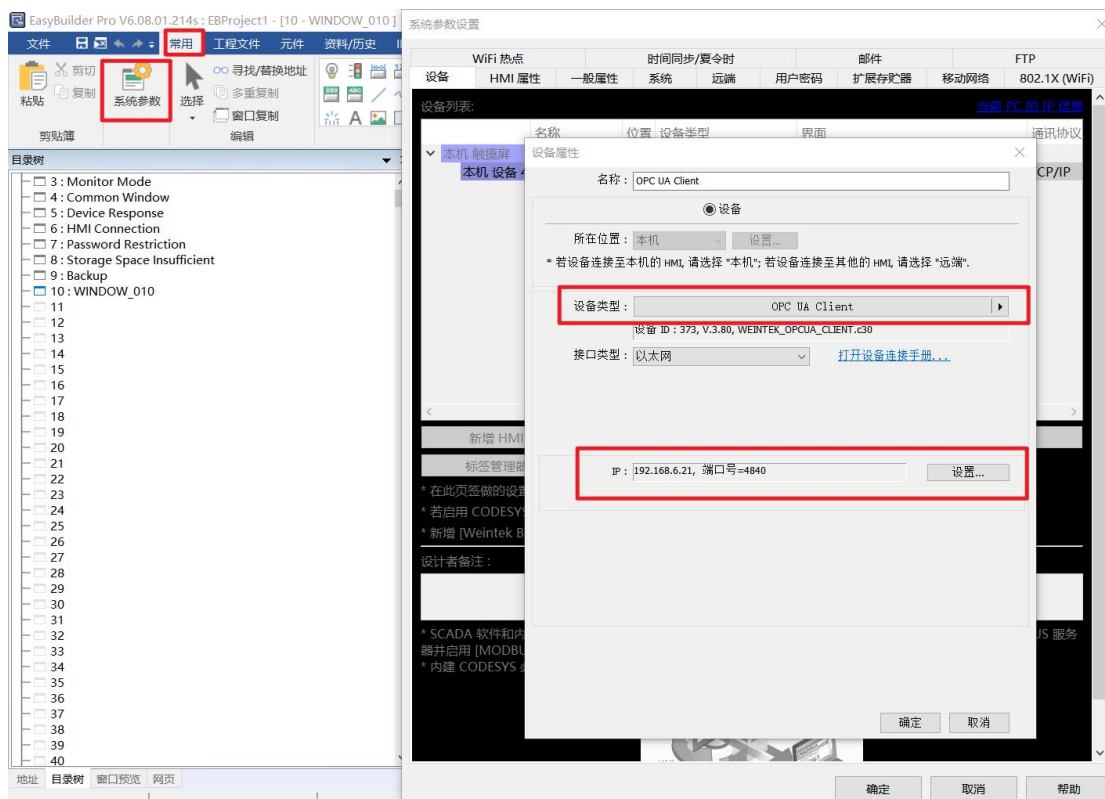 EasyBuilder Pro V6.08.01.214s : EBProject1 - [10 - WINDOW_010 ]
文件 常用 工程文件 元件 资料/历史
粘贴 剪切 复制 系统参数 选择 寻找/替换地址 多重复制 窗口复制
剪贴簿 编辑
目录树
3 : Monitor Mode
4 : Common Window
5 : Device Response
6 : HMI Connection
7 : Password Restriction
8 : Storage Space Insufficient
9 : Backup
10 : WINDOW_010
11
12
13
14
15
16
17
18
19
20
21
22
23
24
25
26
27
28
29
30
31
32
33
34
35
36
37
38
39
40
地址 目录树 窗口预览 网页
系统参数设置
WiFi 热点 时间同步/夏令时 邮件 FTP
设备 HMI 属性 一般属性 系统 远端 用户密码 扩展存贮器 移动网络 802.1X (WiFi)
设备列表: 当前 PC 的 IP 信息
名称 位置 设备类型 界面 通讯协议
本机 触摸屏
本机 设备 CP/IP
新增 HMI
标签管理器
* 在此页签做的设置
* 若启用 CODESYS
* 新增 [Weintek B
设计者备注 :
* SCADA 软件和内 US 服务
器并启用 [MODBU
* 内建 CODESYS
确定 取消 帮助
设备属性
名称 : OPC UA Client
设备
所在位置 : 本机 设置...
* 若设备连接至本机的 HMI, 请选择 "本机"; 若设备连接至其他的 HMI, 请选择 "远端".
设备类型 : OPC UA Client
设备 ID : 373, V.3.80, WEINTEK_OPCUA_CLIENT.c30
接口类型 : 以太网 打开设备连接手册...
IP : 192.168.6.21, 端口号=4840 设置...
确定 取消